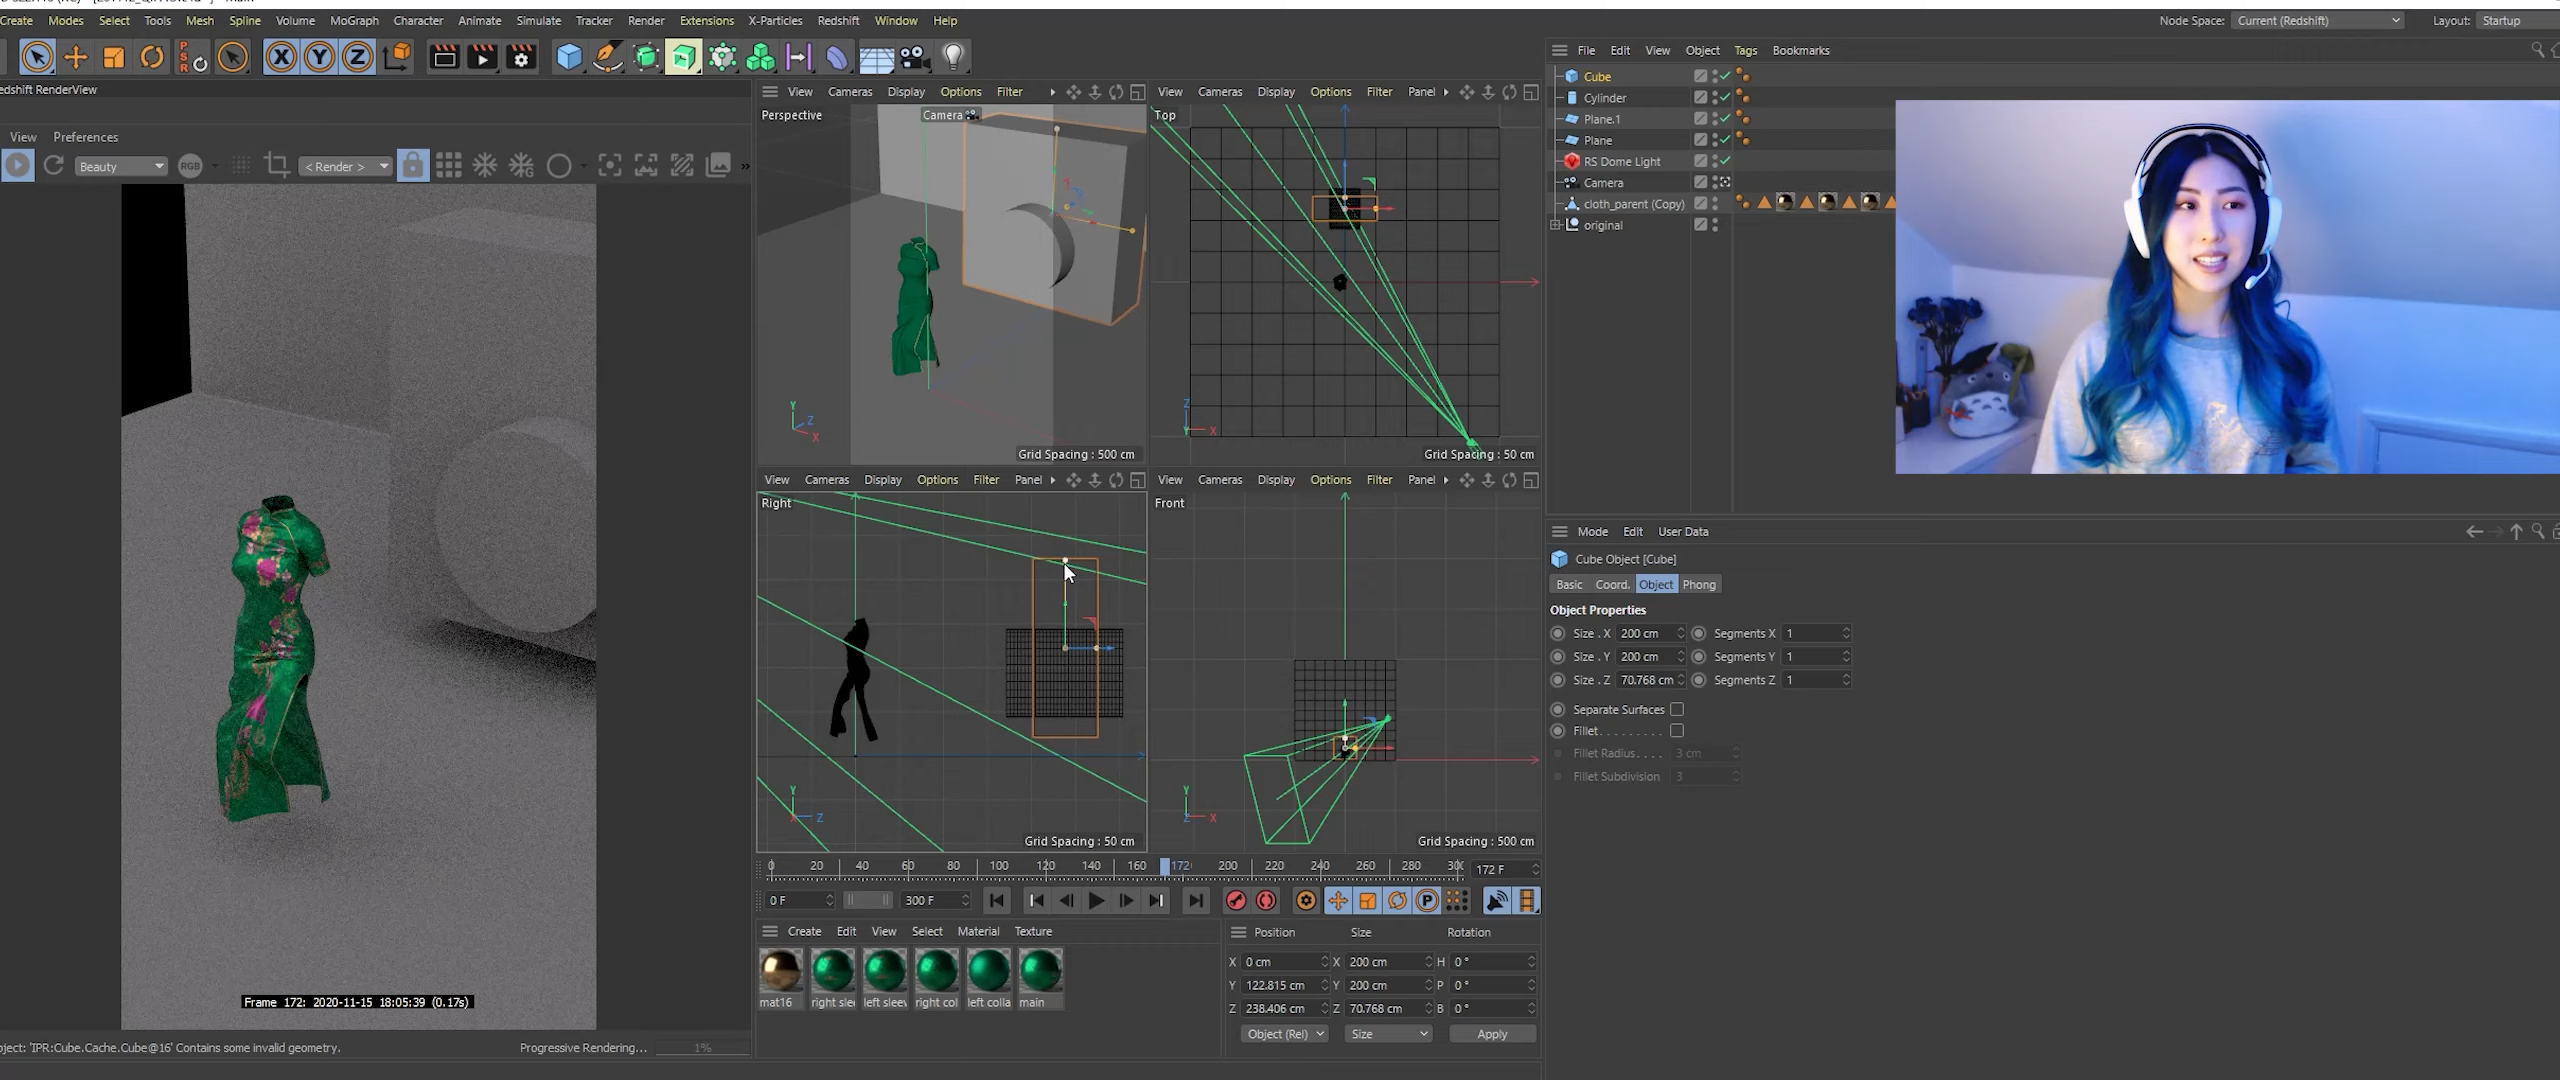 Create Modes Select Tools Mesh Spline Volume MoGraph Character Animate Simulate Tracker Render Extensions X-Particles Redshift Window Help
Node Space: Current (Redshift) Layout: Startup
PSR X Y Z
edshift RenderView
View Preferences
Beauty RGB < Render > »
View Cameras Display Options Filter
Perspective Camera
Y Z X
Grid Spacing : 500 cm
View Cameras Display Options Filter Panel
Top
Z Y X
Grid Spacing : 50 cm
View Cameras Display Options Filter Panel
Right
Y X Z
Grid Spacing : 50 cm
View Cameras Display Options Filter Panel
Front
Y Z X
Grid Spacing : 500 cm
0 20 40 60 80 100 120 140 160 172 200 220 240 260 280 172 F
0 F 300 F P
Create Edit View Select Material Texture
mat16 right slee left sleev right col left colla main
Position Size Rotation
X 0 cm X 200 cm H 0 °
Y 122.815 cm Y 200 cm P 0 °
Z 238.406 cm Z 70.768 cm B 0 °
Object (Rel) Size Apply
Frame 172: 2020-11-15 18:05:39 (0.17s)
bject: 'IPR:Cube.Cache.Cube@16' Contains some invalid geometry. Progressive Rendering... 1%
File Edit View Object Tags Bookmarks
Cube
Cylinder
Plane.1
Plane
RS Dome Light
Camera
cloth_parent (Copy)
original
Mode Edit User Data
Cube Object [Cube]
Basic Coord. Object Phong
Object Properties
Size . X 200 cm Segments X 1
Size . Y 200 cm Segments Y 1
Size . Z 70.768 cm Segments Z 1
Separate Surfaces
Fillet . . . . . . . . .
Fillet Radius. . . . 3 cm
Fillet Subdivision 3